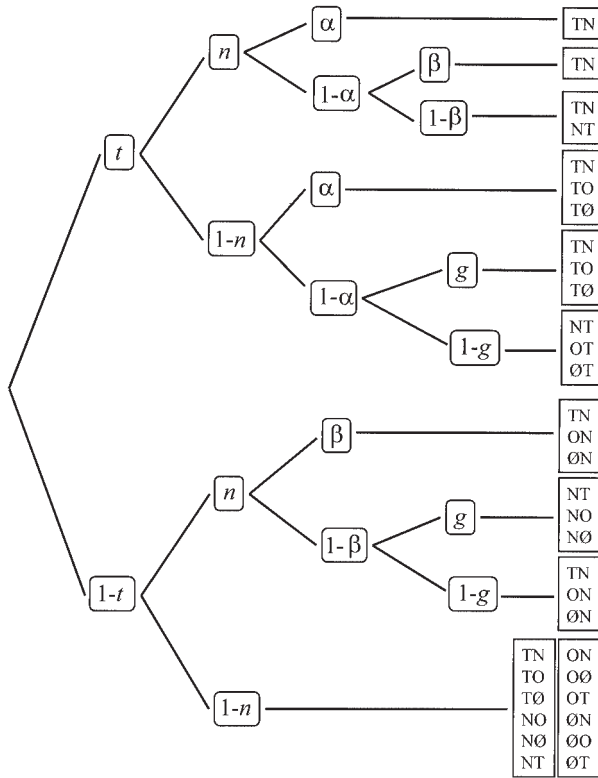 α
TN
n
β
TN
1-α
1-β
TN
NT
t
α
TN
TO
TØ
1-n
g
TN
TO
TØ
1-α
1-g
NT
OT
ØT
β
TN
ON
ØN
n
g
NT
NO
NØ
1-β
1-g
TN
ON
ØN
1-t
1-n
TN ON
TO OØ
TØ OT
NO ØN
NØ ØO
NT ØT